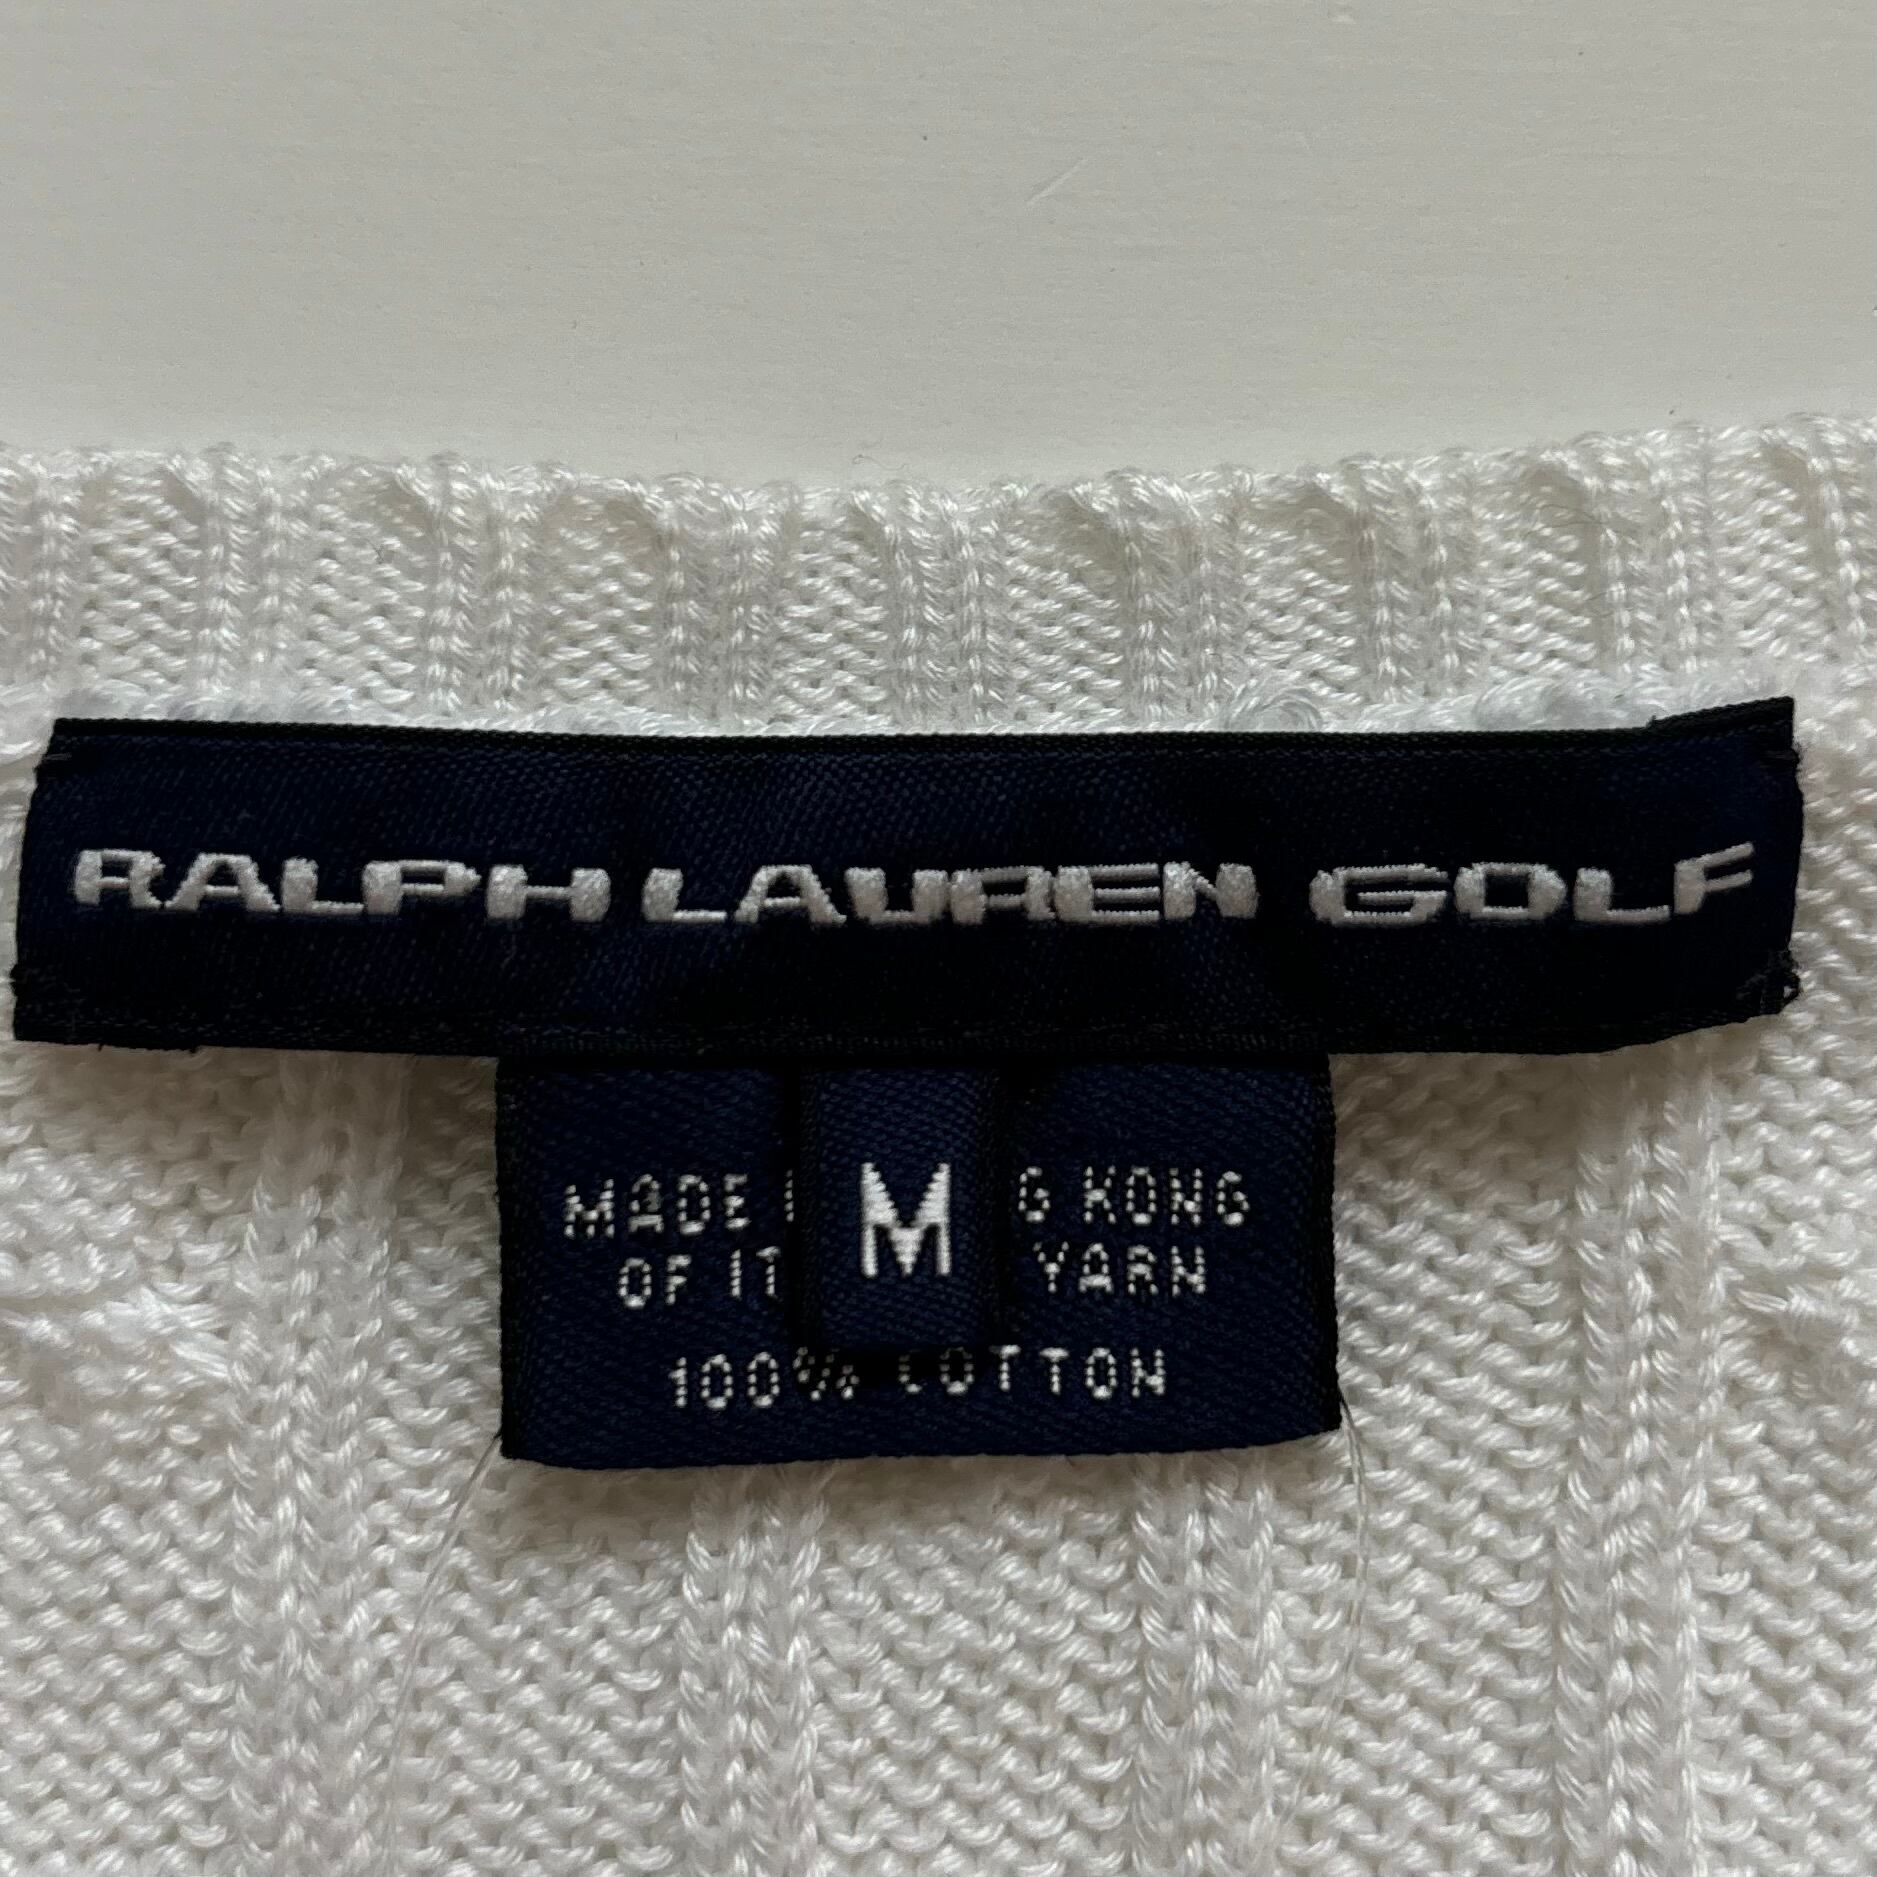 RALPH LAUREN GOLF
MADE G KONG
M
OF IT YARN
100% COTTON